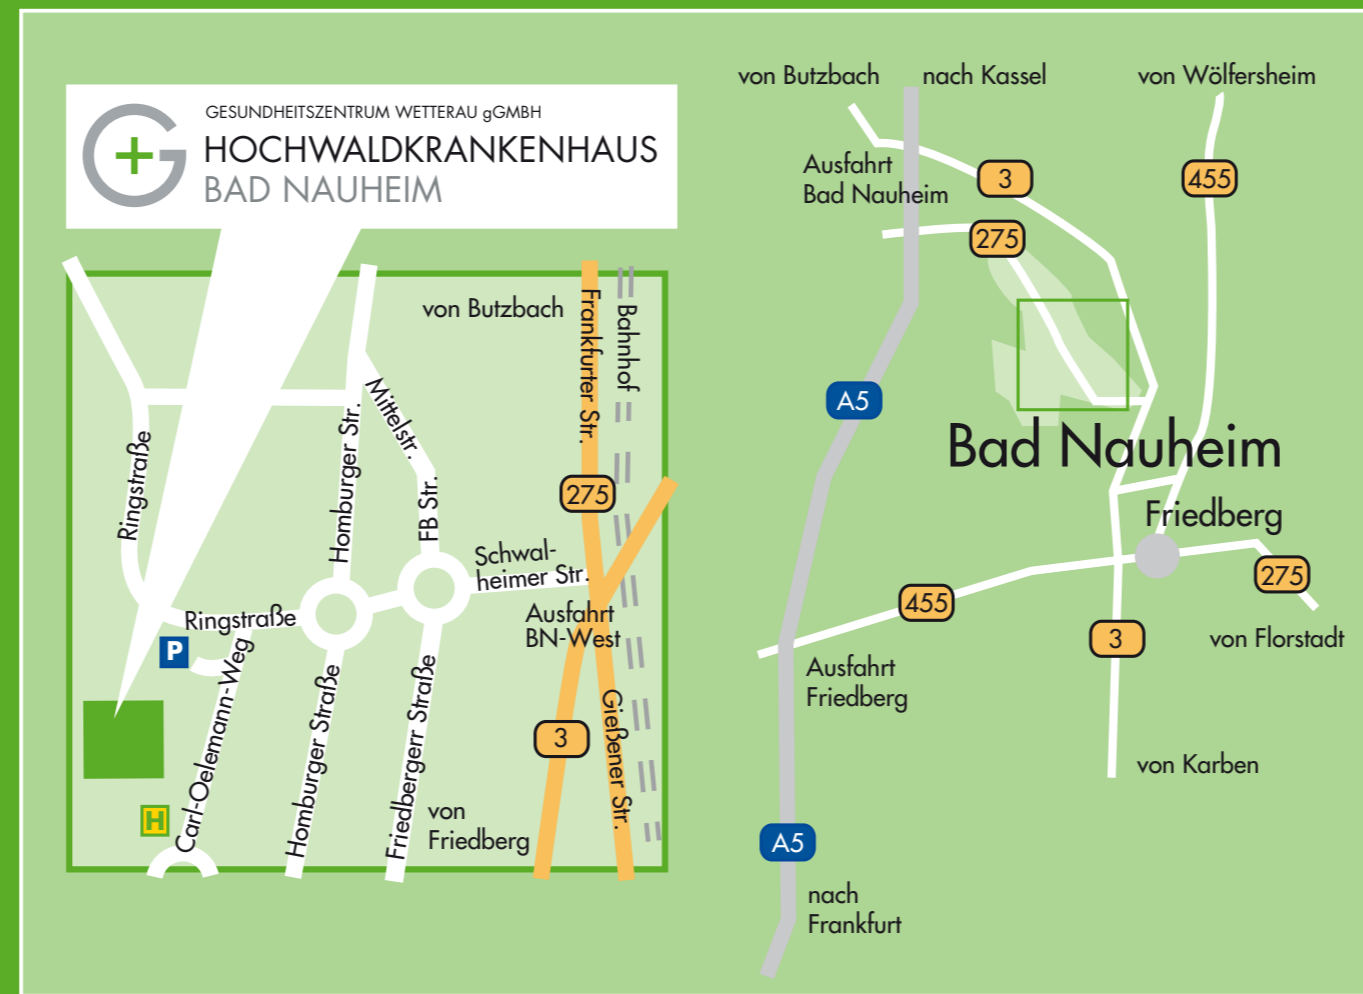 GESUNDHEITSZENTRUM WETTERAU gGMBH
HOCHWALDKRANKENHAUS
BAD NAUHEIM
von Butzbach
Frankfurter Str.
Bahnhof
Mittelstr.
Ringstraße
Homburger Str.
FB Str.
275
Schwal-
heimer Str.
Ringstraße
Ausfahrt
BN-West
P
Carl-Oelemann-Weg
Homburger Straße
Friedbergerr Straße
Gießener Str.
3
H
von
Friedberg
von Butzbach
nach Kassel
von Wölfersheim
Ausfahrt
Bad Nauheim
3
455
275
A5
Bad Nauheim
Friedberg
275
455
3
von Florstadt
Ausfahrt
Friedberg
von Karben
A5
nach
Frankfurt